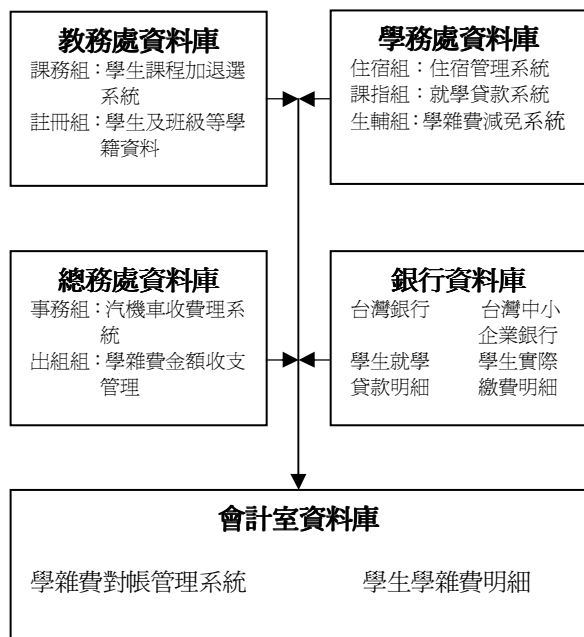 教務處資料庫
課務組：學生課程加退選
系統
註冊組：學生及班級等學
籍資料
學務處資料庫
住宿組：住宿管理系統
課指組：就學貸款系統
生輔組：學雜費減免系統
總務處資料庫
事務組：汽機車收費理系
統
出組組：學雜費金額收支
管理
銀行資料庫
台灣銀行 台灣中小
企業銀行
學生就學 學生實際
貸款明細 繳費明細
會計室資料庫
學雜費對帳管理系統 學生學雜費明細